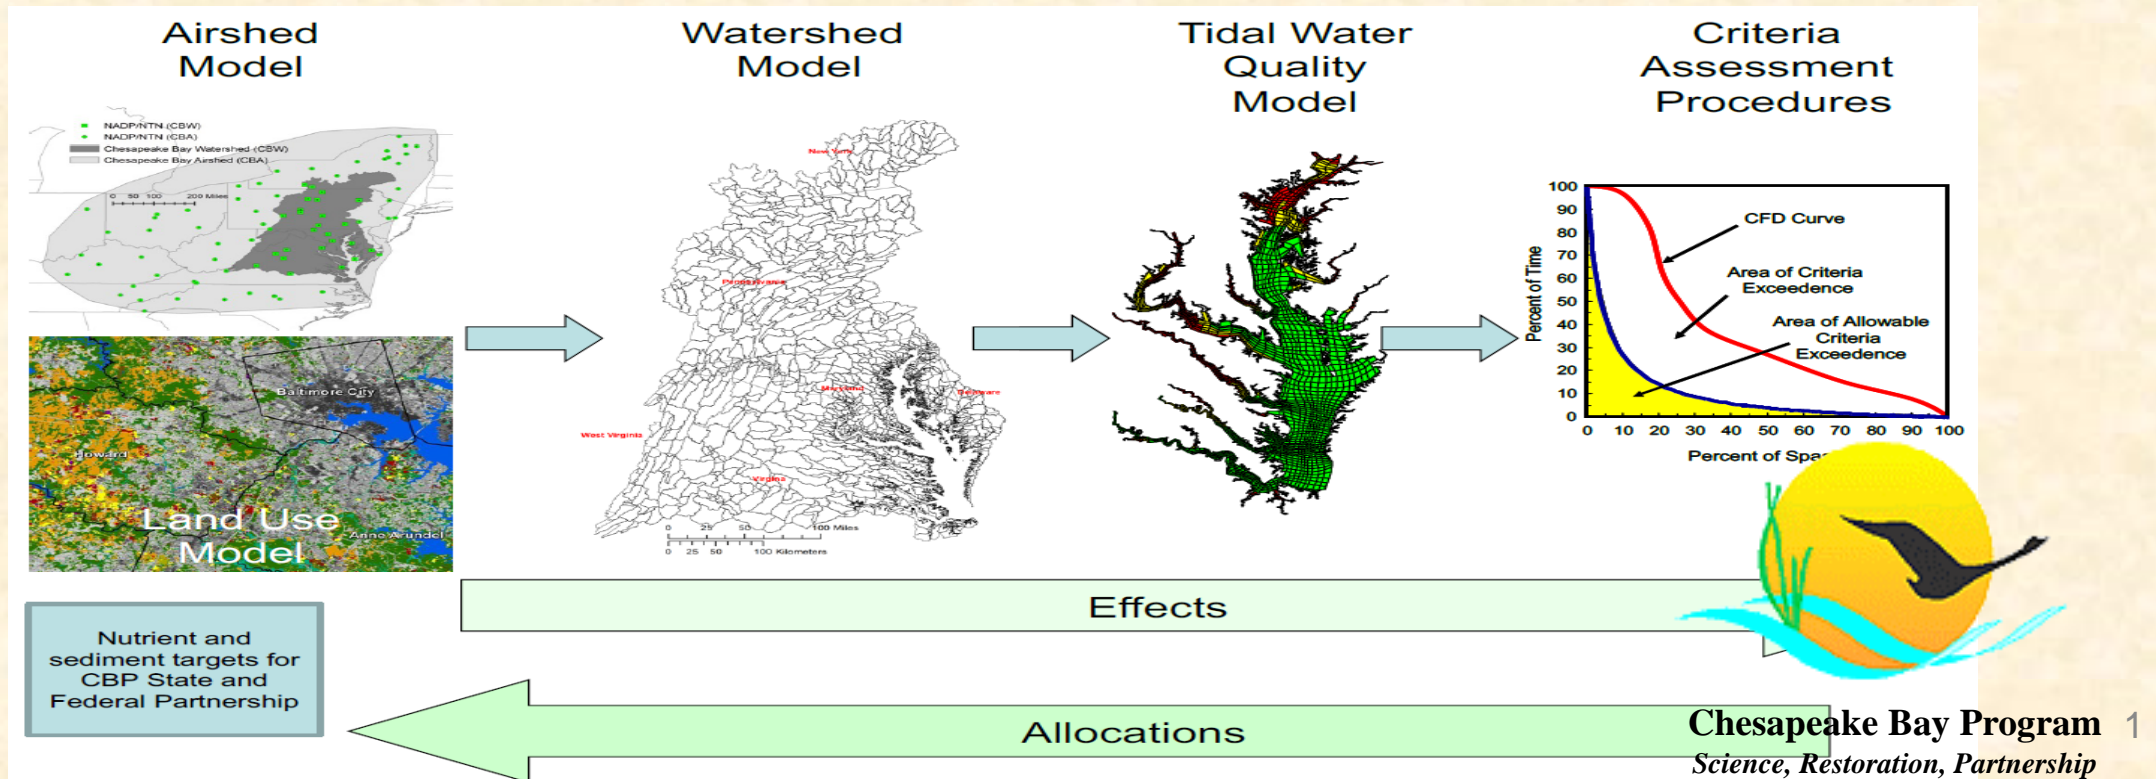 Airshed
Model
Watershed
Model
Tidal Water
Quality
Model
Criteria
Assessment
Procedures
NADP/NTN (CBW)
NADP/NTN (CBA)
Chesapeake Bay Watershed (CBW)
Chesapeake Bay Airshed (CBA)
0 50 100 200 Miles
Baltimore City
Howard
Anne Arundel
Land Use
Model
New York
Pennsylvania
Maryland
Delaware
West Virginia
Virginia
0 25 50 100 Miles
0 25 50 100 Kilometers
Percent of Time
100
90
80
70
60
50
40
30
20
10
0
CFD Curve
Area of Criteria
Exceedence
Area of Allowable
Criteria
Exceedence
0 10 20 30 40 50 60 70 80 90 100
Percent of
Effects
Nutrient and
sediment targets for
CBP State and
Federal Partnership
Allocations
Chesapeake Bay Program 1
Science, Restoration, Partnership